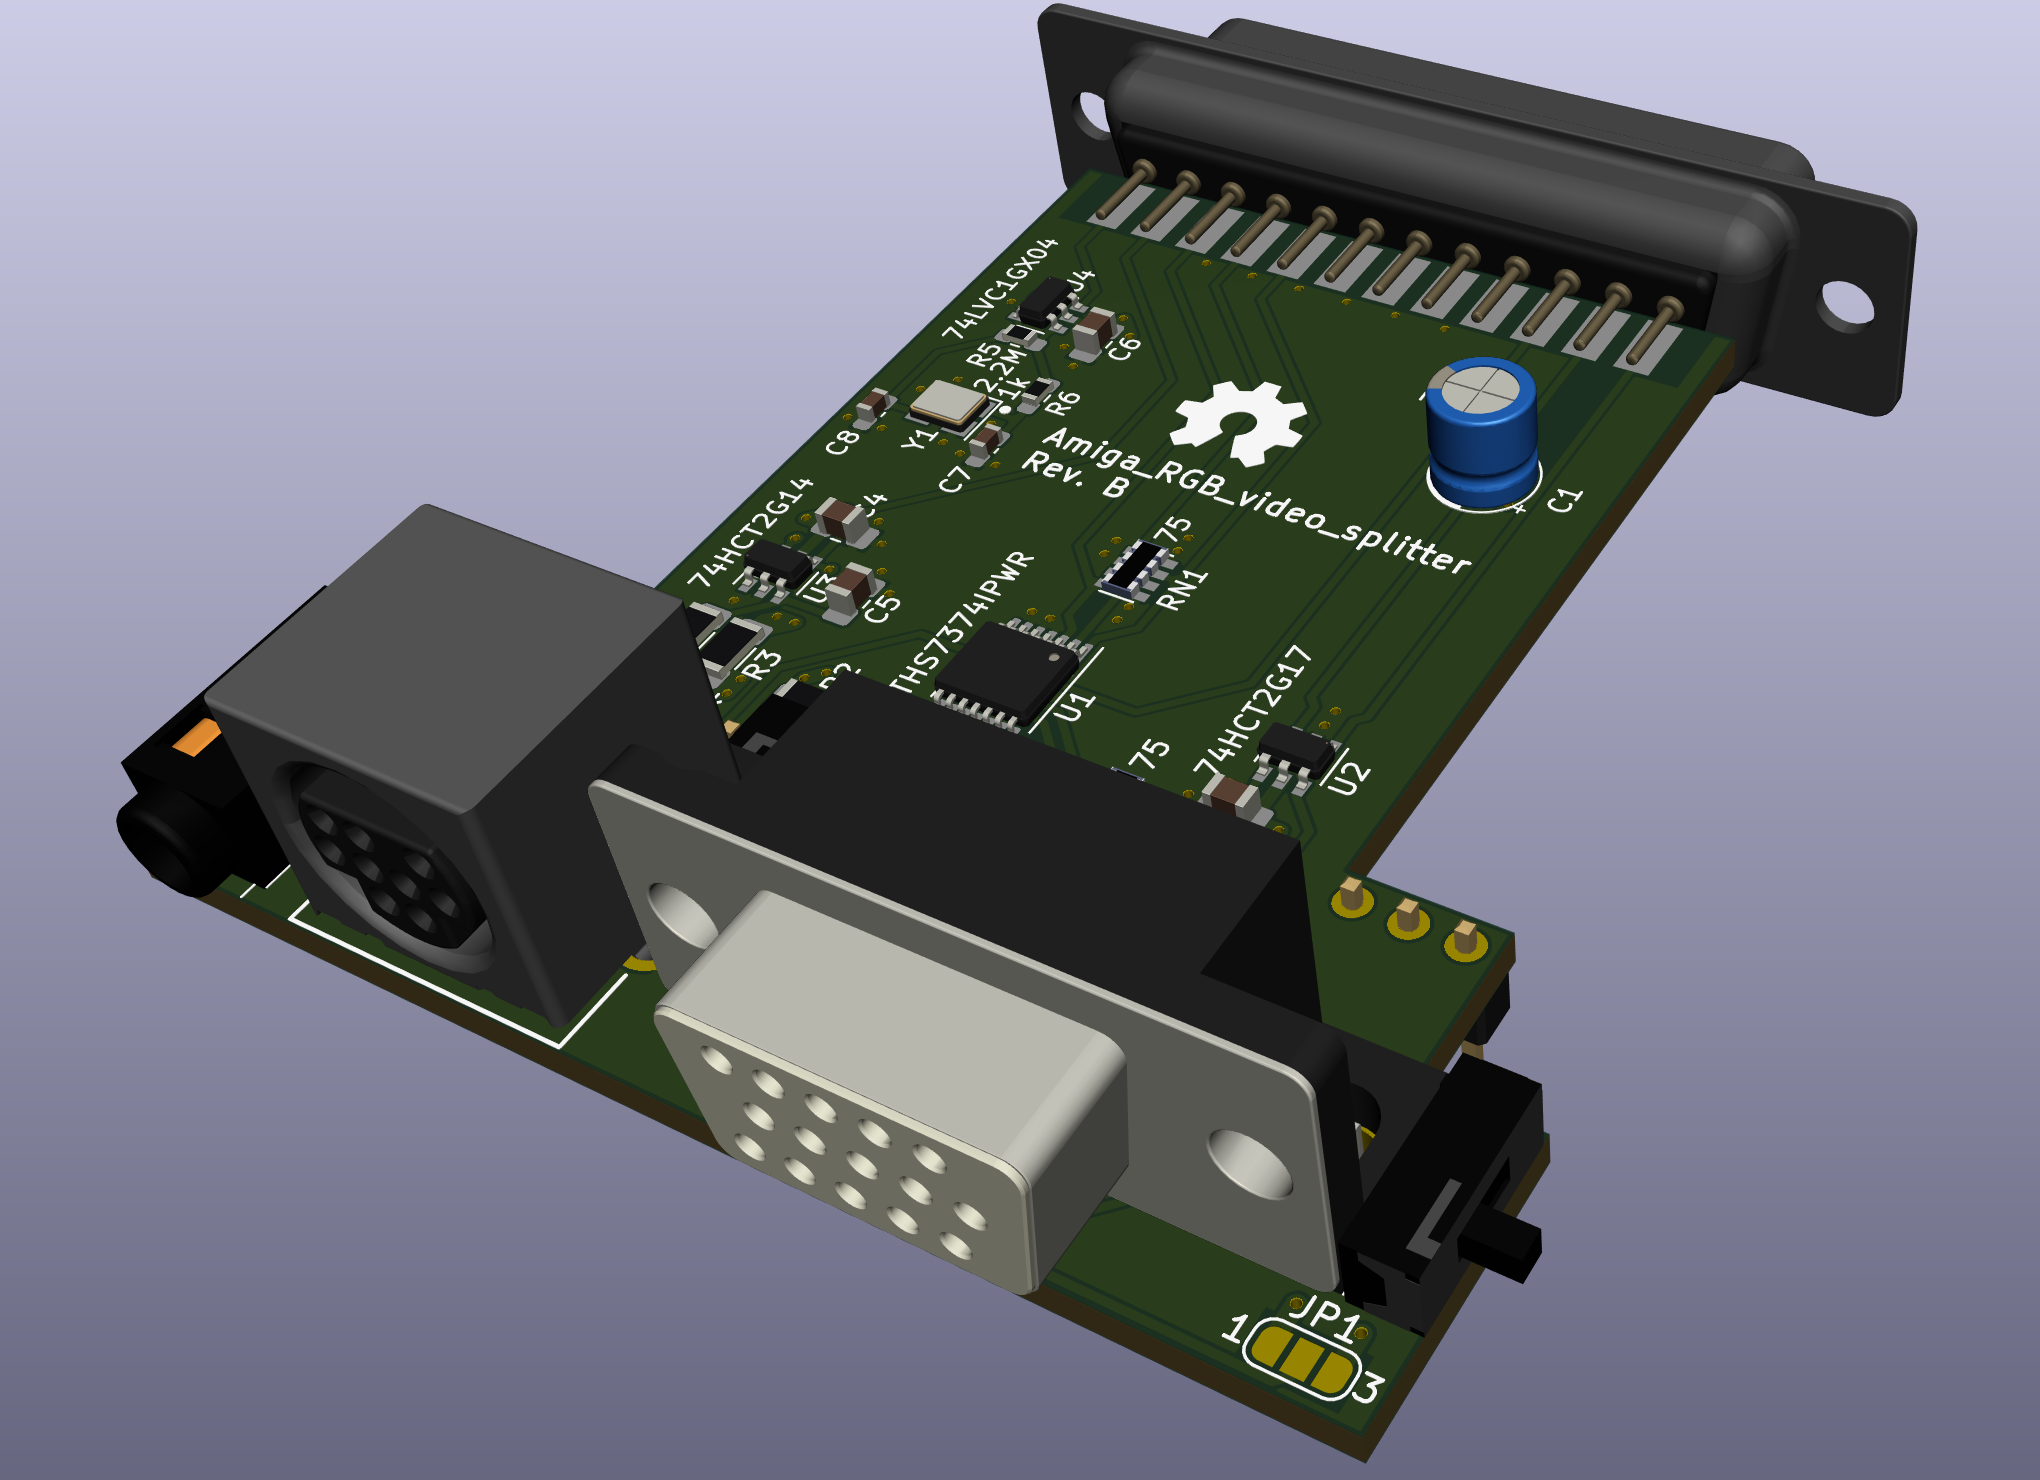 74LVC1GX04
C6
R5
2.2M
1k
R6
C8
Y1
C7
Amiga_RGB_video_splitter
Rev. B
C1
+
74HCT2G14
C5
75
RN1
THS7374IPWR
U1
R3
74HCT2G17
U2
75
JP1
1
3